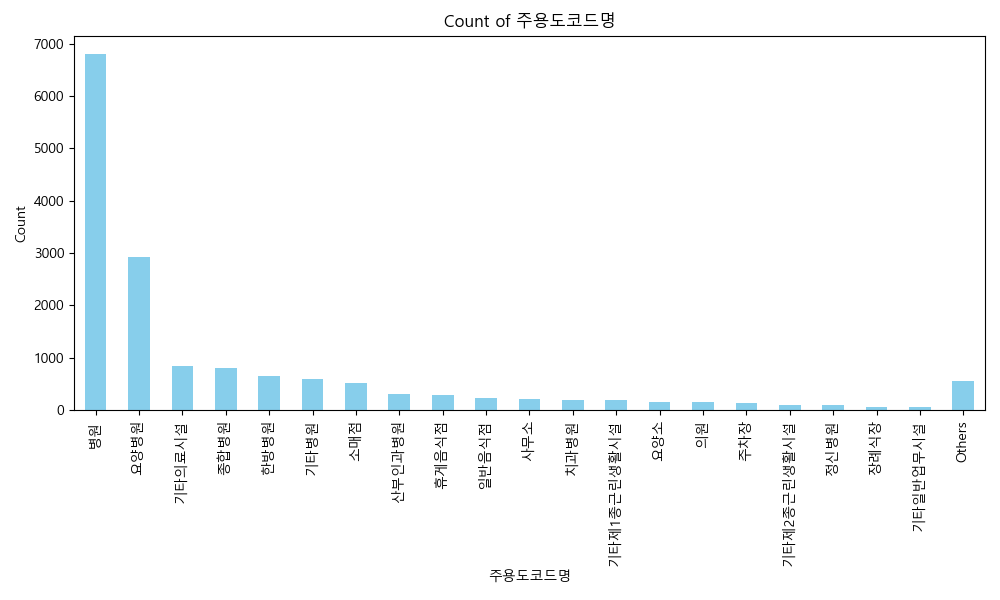 Count of 주용도코드명
Count
7000
6000
5000
4000
3000
2000
1000
0
병원
요양병원
기타의료시설
종합병원
한방병원
기타병원
소매점
산부인과병원
휴게음식점
일반음식점
사무소
치과병원
기타제1종근린생활시설
요양소
의원
주차장
기타제2종근린생활시설
정신병원
장례식장
기타일반업무시설
Others
주용도코드명